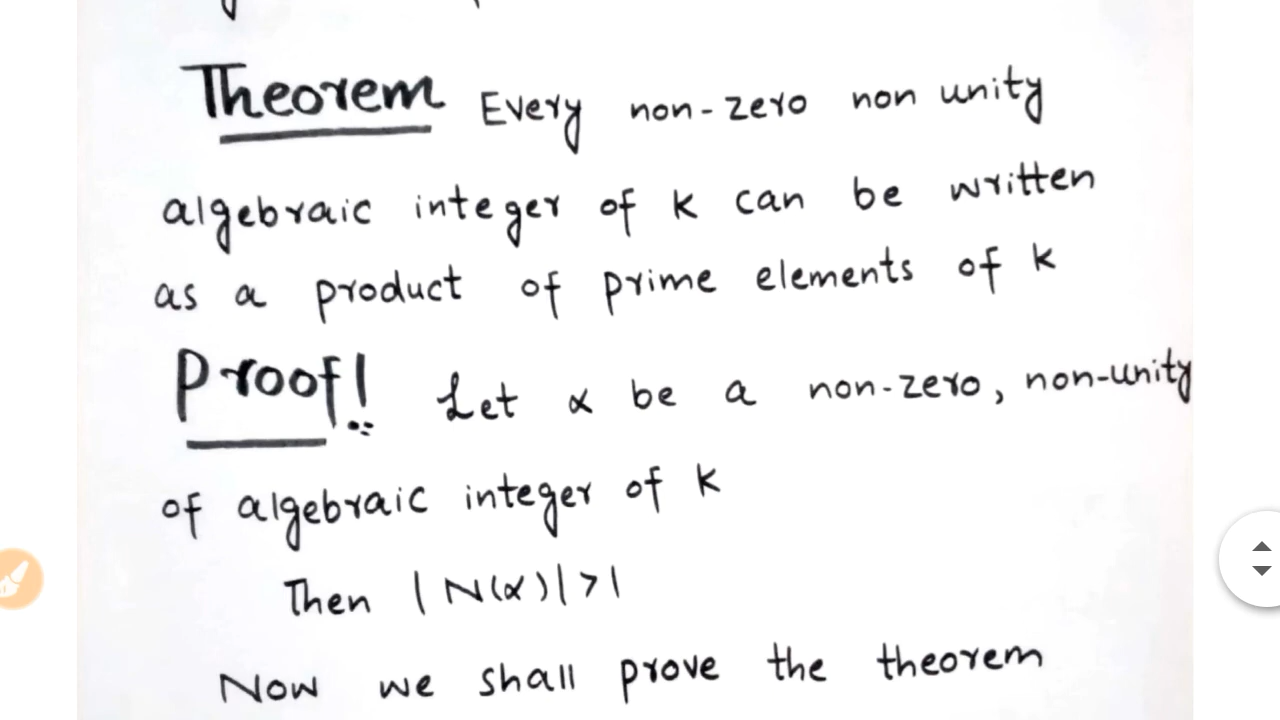 Theorem Every non-zero non unity
algebraic integer of K can be written
as a product of prime elements of K
Proof! Let α be a non-zero, non-unity
of algebraic integer of K
Then |N(α)|>1
Now we shall prove the theorem